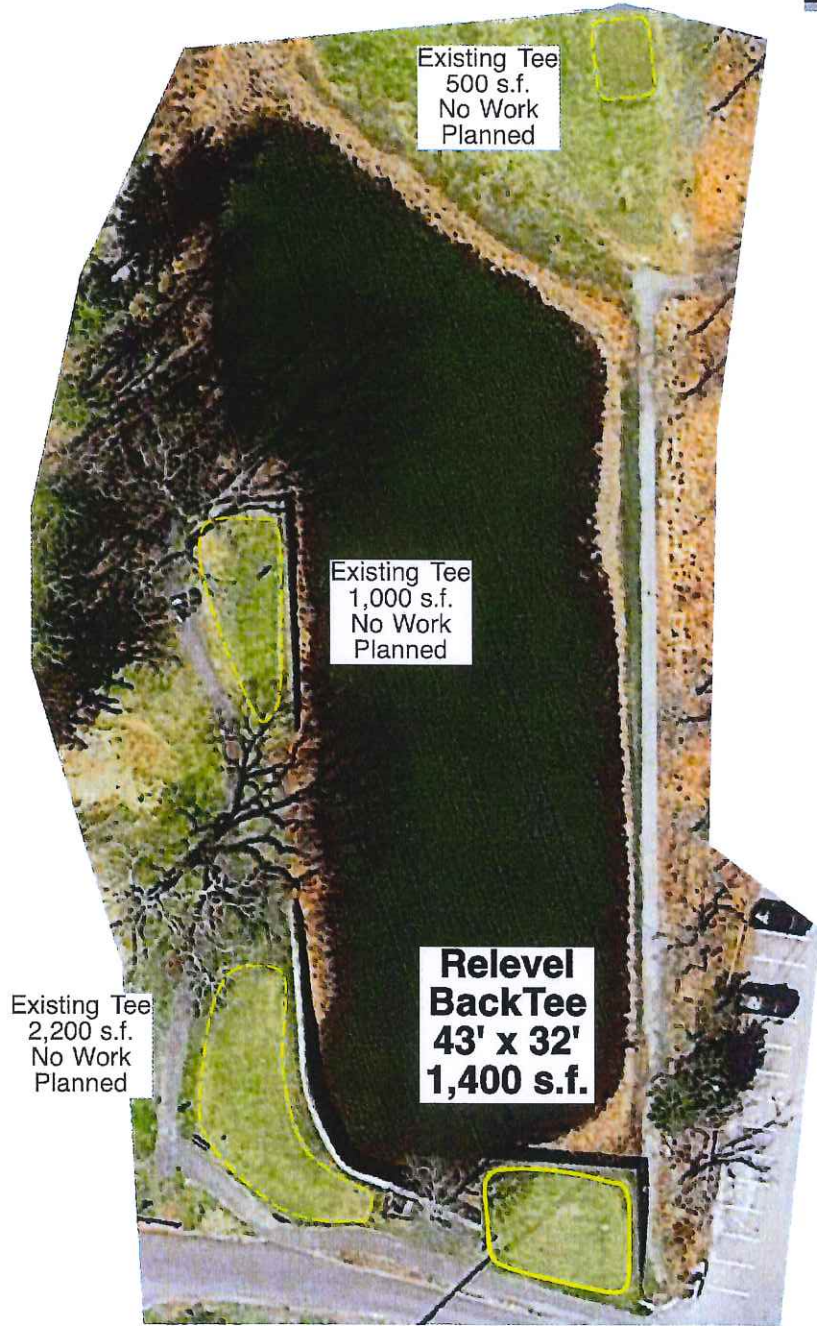 Existing Tee
500 s.f.
No Work
Planned
Existing Tee
1,000 s.f.
No Work
Planned
Relevel
BackTee
43' x 32'
1,400 s.f.
Existing Tee
2,200 s.f.
No Work
Planned